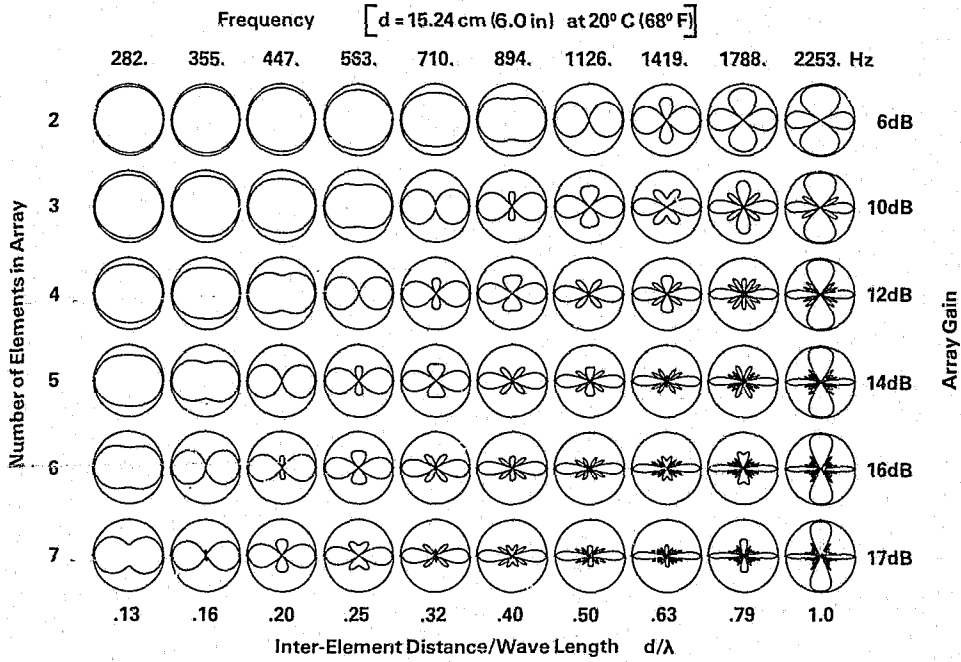 Frequency [d = 15.24 cm (6.0 in) at 20° C (68° F)]
282. 355. 447. 563. 710. 894. 1126. 1419. 1788. 2253. Hz
Number of Elements in Array
2 6dB
3 10dB
4 12dB
5 14dB
6 16dB
7 17dB
Array Gain
.13 .16 .20 .25 .32 .40 .50 .63 .79 1.0
Inter-Element Distance/Wave Length d/λ